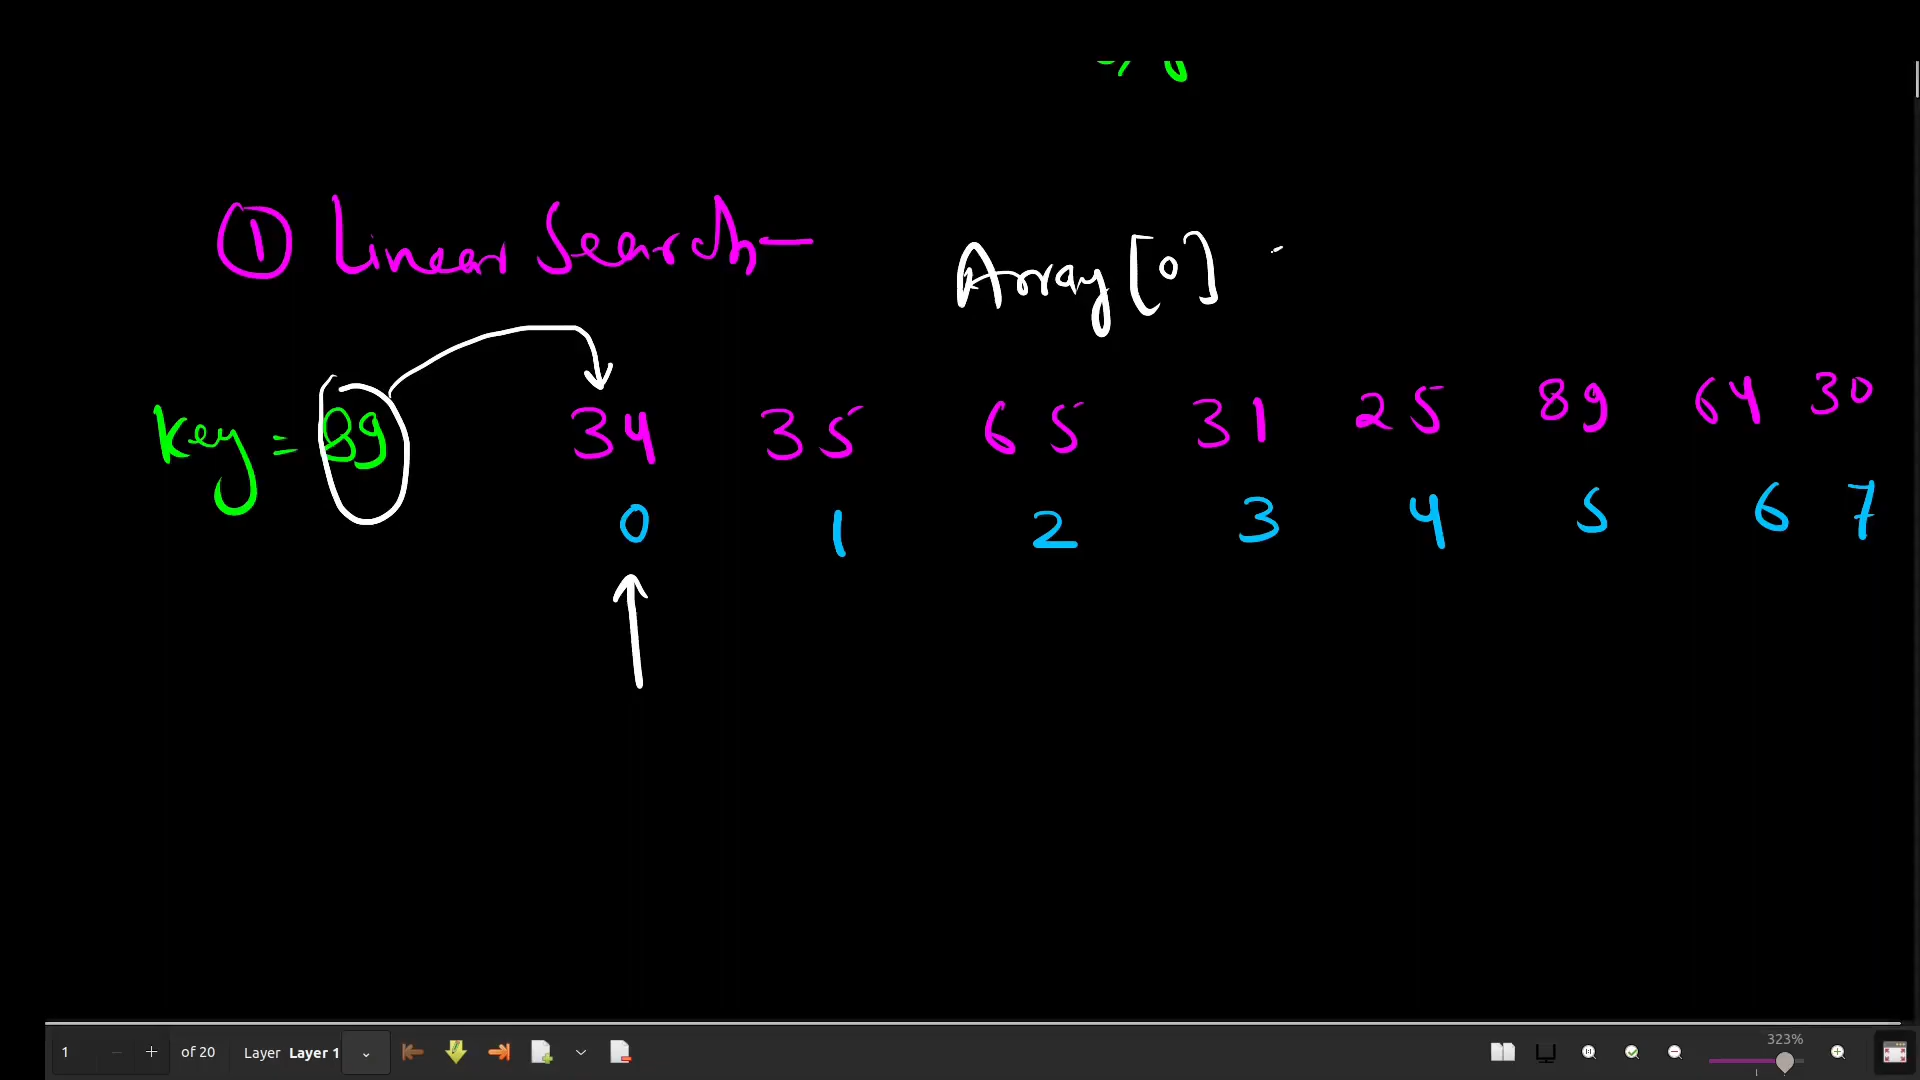 ① Linear Search-
Array [0]
key = 89 34 35 65 31 25 89 64 30
0 1 2 3 4 5 6 7
1 of 20 Layer Layer 1 323%